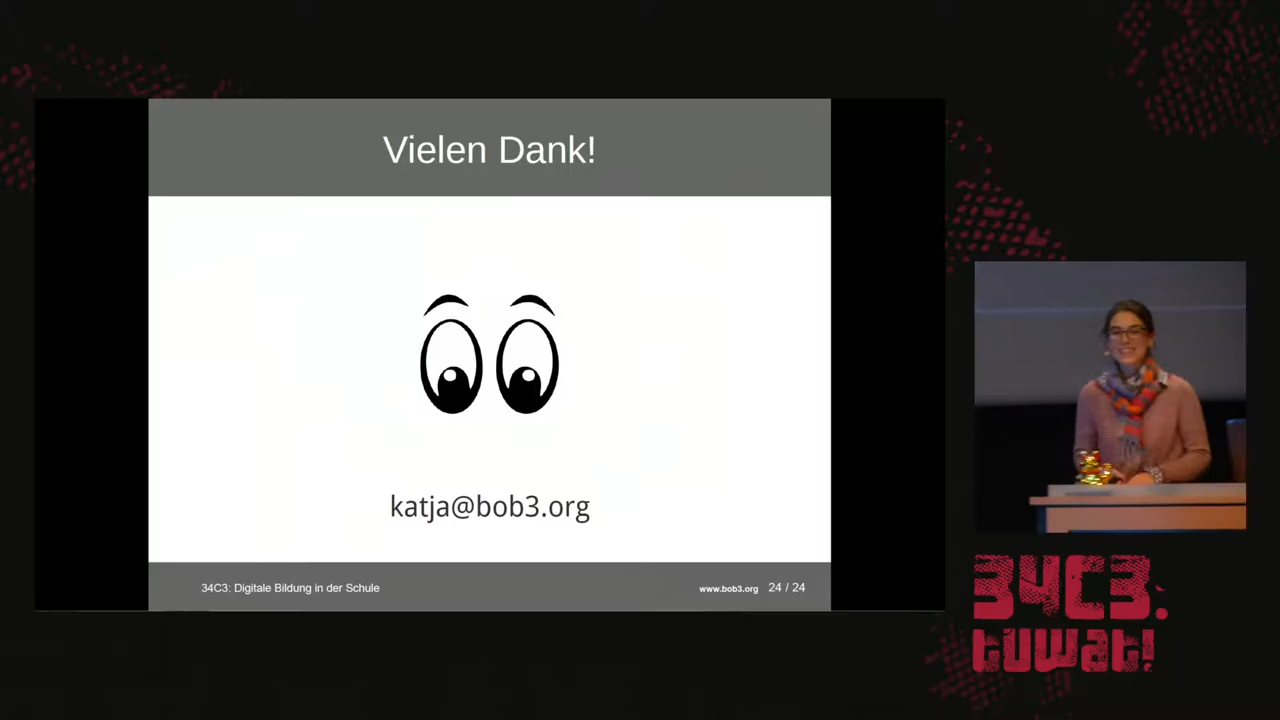 Vielen Dank!
katja@bob3.org
34C3: Digitale Bildung in der Schule
www.bob3.org 24 / 24
34C3.
tuwat!